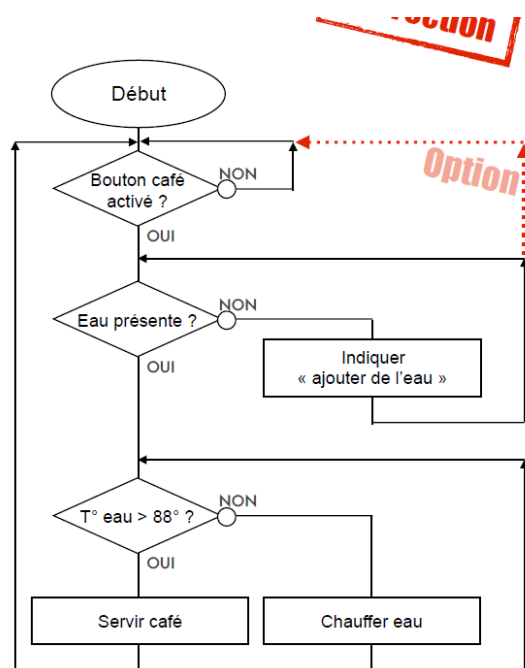 Début
Bouton café
activé ?
NON
Option
OUI
Eau présente ?
NON
OUI
Indiquer
« ajouter de l'eau »
T° eau > 88° ?
NON
OUI
Servir café
Chauffer eau